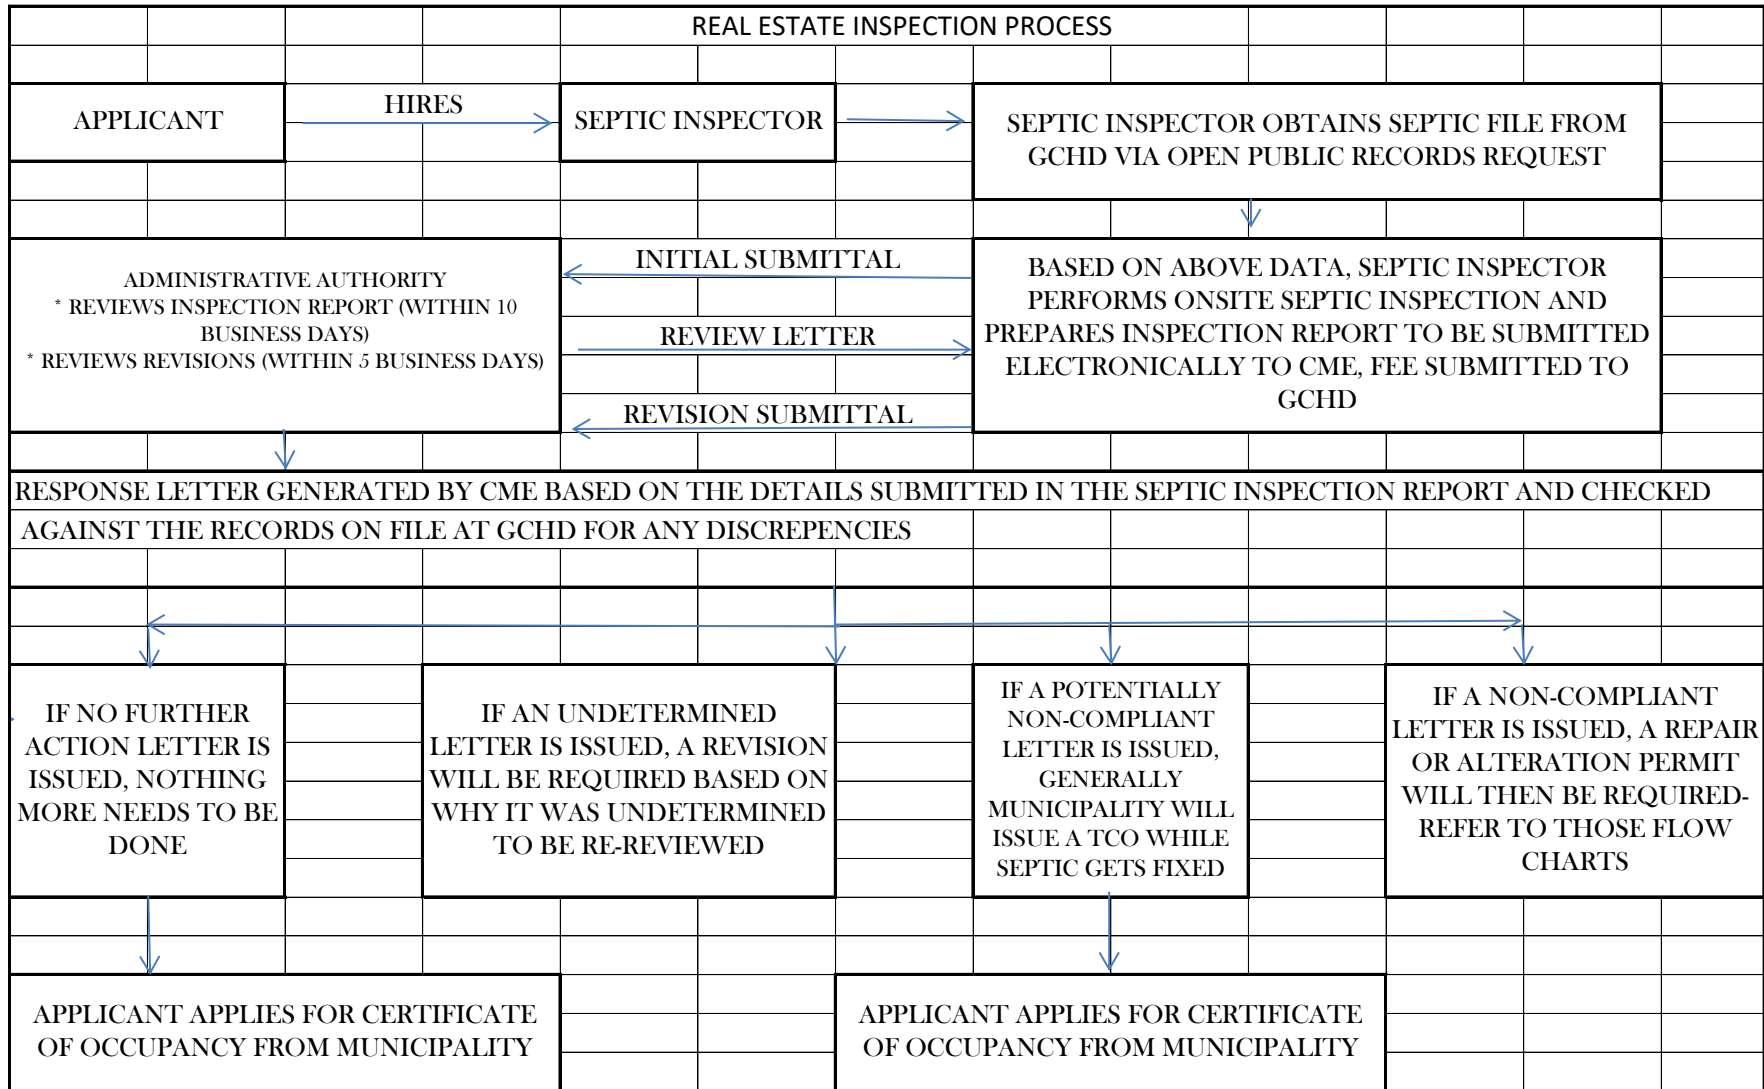 REAL ESTATE INSPECTION PROCESS
APPLICANT
HIRES
SEPTIC INSPECTOR
SEPTIC INSPECTOR OBTAINS SEPTIC FILE FROM
GCHD VIA OPEN PUBLIC RECORDS REQUEST
ADMINISTRATIVE AUTHORITY
* REVIEWS INSPECTION REPORT (WITHIN 10
BUSINESS DAYS)
* REVIEWS REVISIONS (WITHIN 5 BUSINESS DAYS)
INITIAL SUBMITTAL
REVIEW LETTER
REVISION SUBMITTAL
BASED ON ABOVE DATA, SEPTIC INSPECTOR
PERFORMS ONSITE SEPTIC INSPECTION AND
PREPARES INSPECTION REPORT TO BE SUBMITTED
ELECTRONICALLY TO CME, FEE SUBMITTED TO
GCHD
RESPONSE LETTER GENERATED BY CME BASED ON THE DETAILS SUBMITTED IN THE SEPTIC INSPECTION REPORT AND CHECKED
AGAINST THE RECORDS ON FILE AT GCHD FOR ANY DISCREPENCIES
IF NO FURTHER
ACTION LETTER IS
ISSUED, NOTHING
MORE NEEDS TO BE
DONE
IF AN UNDETERMINED
LETTER IS ISSUED, A REVISION
WILL BE REQUIRED BASED ON
WHY IT WAS UNDETERMINED
TO BE RE-REVIEWED
IF A POTENTIALLY
NON-COMPLIANT
LETTER IS ISSUED,
GENERALLY
MUNICIPALITY WILL
ISSUE A TCO WHILE
SEPTIC GETS FIXED
IF A NON-COMPLIANT
LETTER IS ISSUED, A REPAIR
OR ALTERATION PERMIT
WILL THEN BE REQUIRED-
REFER TO THOSE FLOW
CHARTS
APPLICANT APPLIES FOR CERTIFICATE
OF OCCUPANCY FROM MUNICIPALITY
APPLICANT APPLIES FOR CERTIFICATE
OF OCCUPANCY FROM MUNICIPALITY